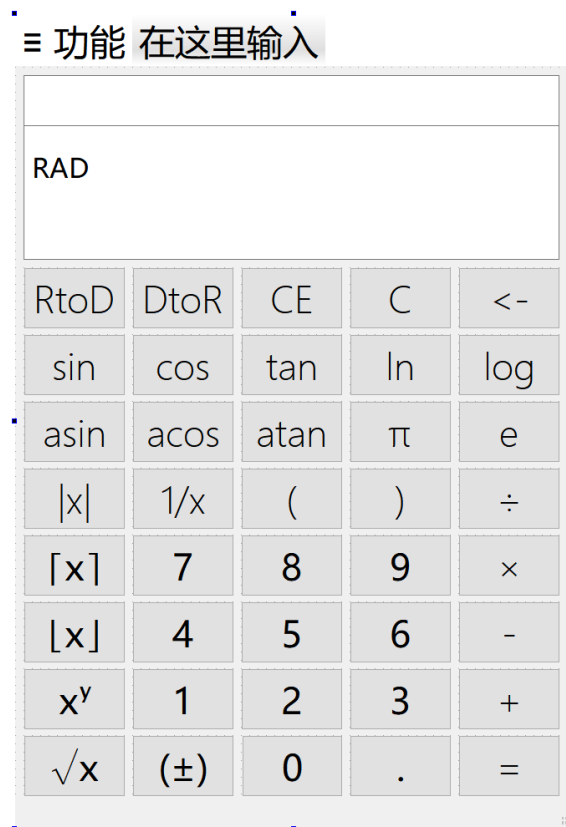 ≡ 功能 在这里输入
RAD
RtoD DtoR CE C <-
sin cos tan ln log
asin acos atan π e
|x| 1/x ( ) ÷
⌈x⌉ 7 8 9 ×
⌊x⌋ 4 5 6 -
xʸ 1 2 3 +
√x (±) 0 . =